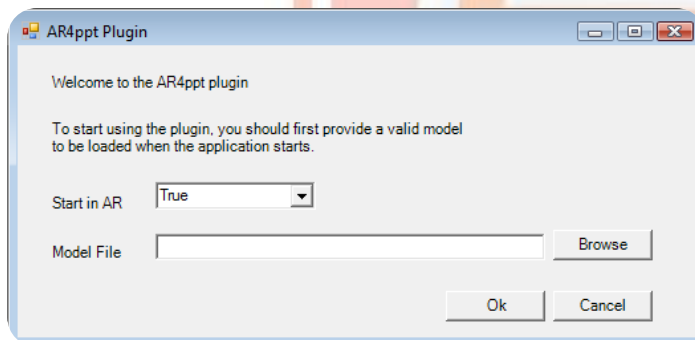 AR4ppt Plugin
Welcome to the AR4ppt plugin
To start using the plugin, you should first provide a valid model
to be loaded when the application starts.
Start in AR
True
Model File
Browse
Ok
Cancel